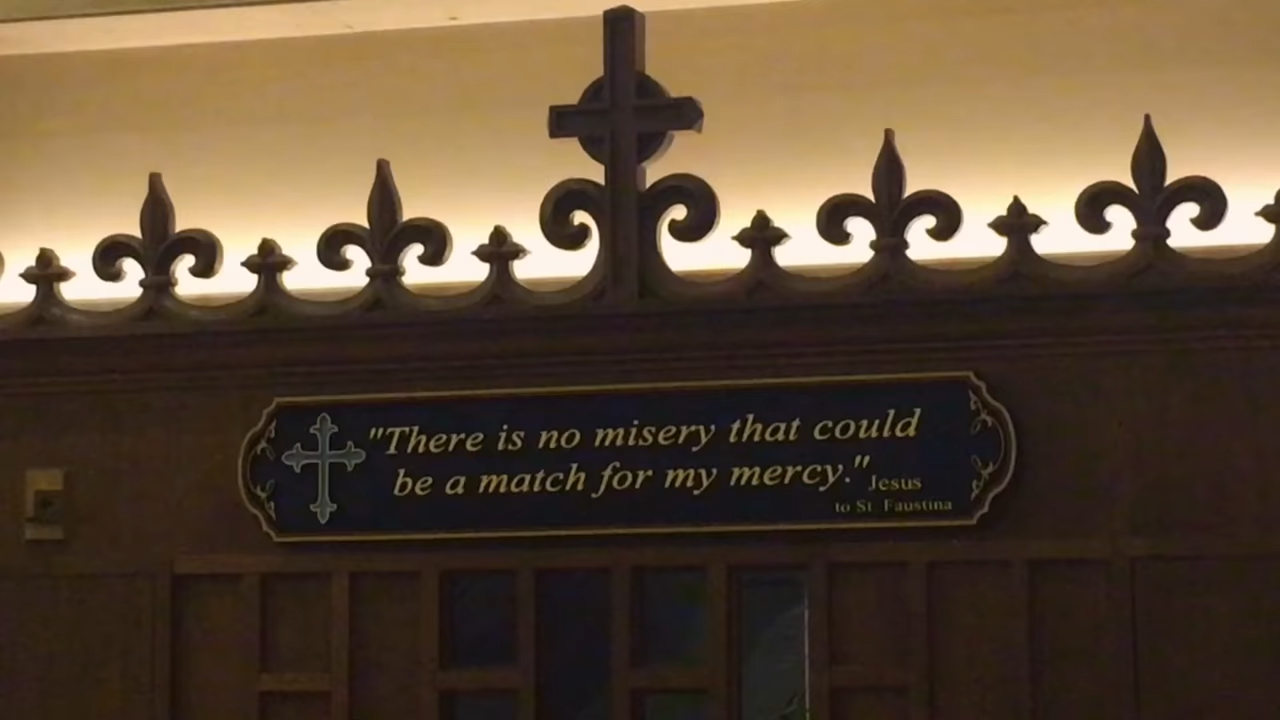 "There is no misery that could
be a match for my mercy." Jesus
to St Faustina